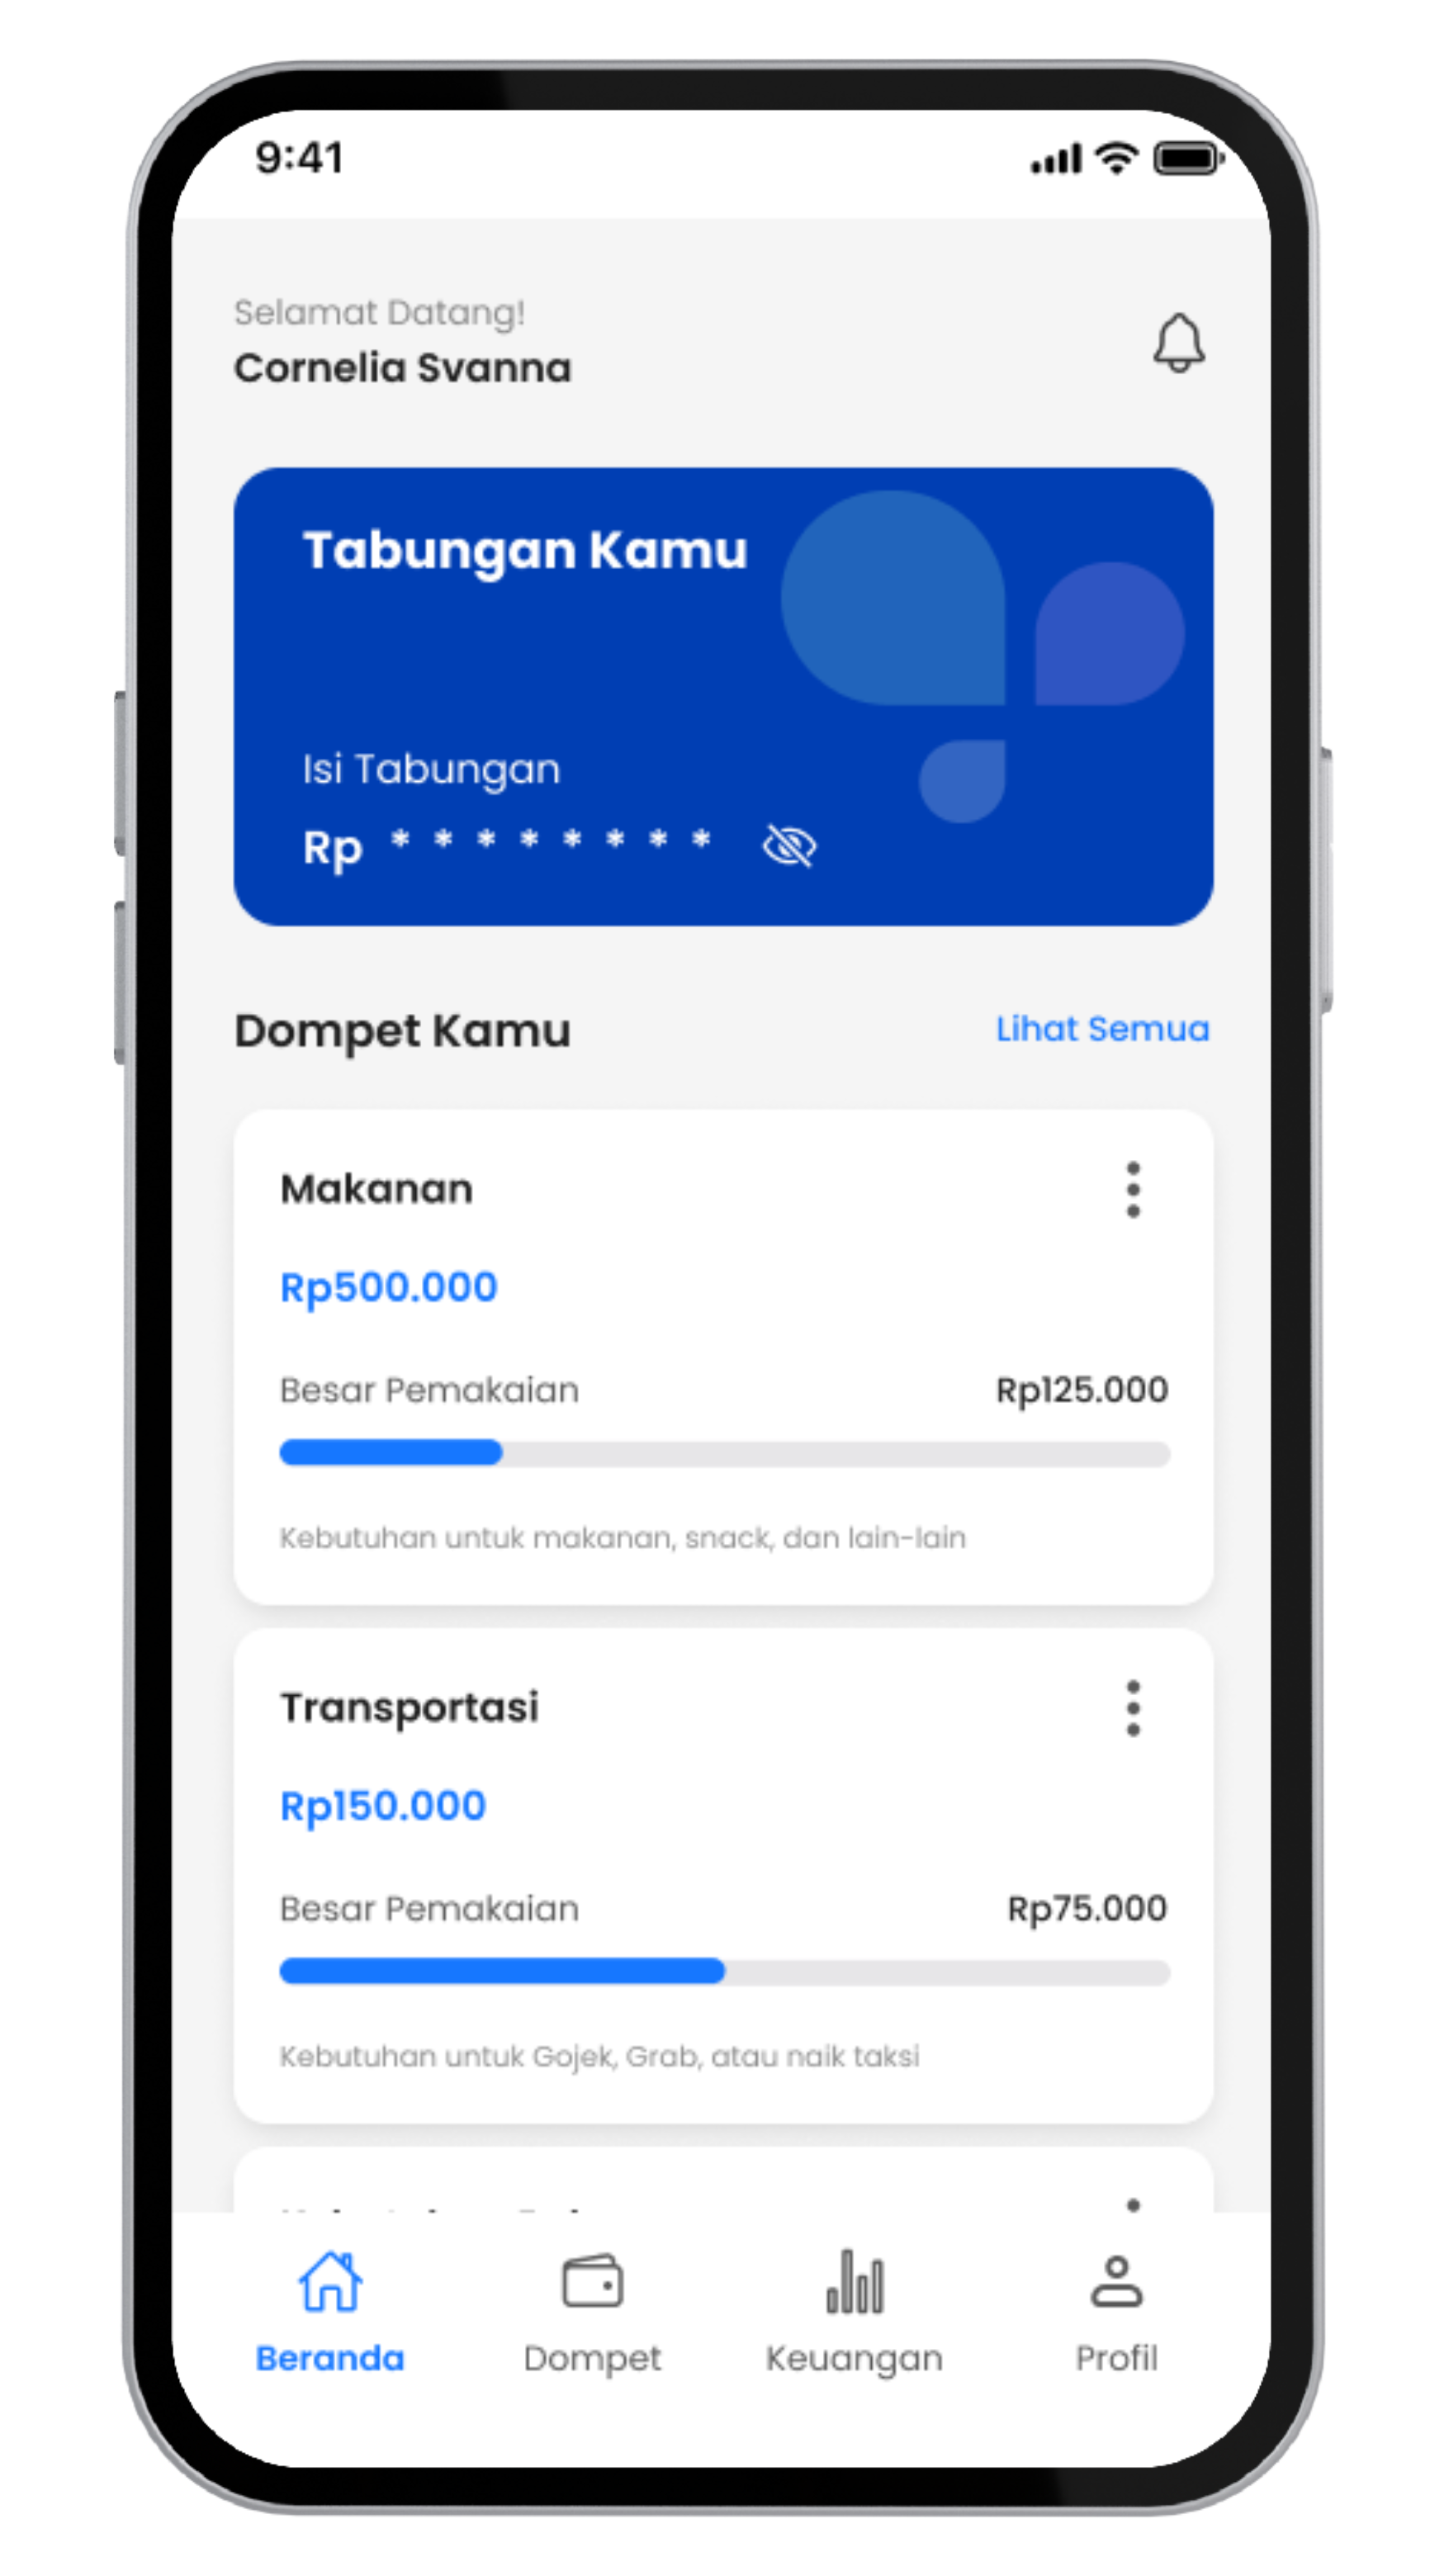 9:41
Selamat Datang!
Cornelia Svanna
Tabungan Kamu
Isi Tabungan
Rp * * * * * * * *
Dompet Kamu
Lihat Semua
Makanan
Rp500.000
Besar Pemakaian
Rp125.000
Kebutuhan untuk makanan, snack, dan lain-lain
Transportasi
Rp150.000
Besar Pemakaian
Rp75.000
Kebutuhan untuk Gojek, Grab, atau naik taksi
Beranda
Dompet
Keuangan
Profil